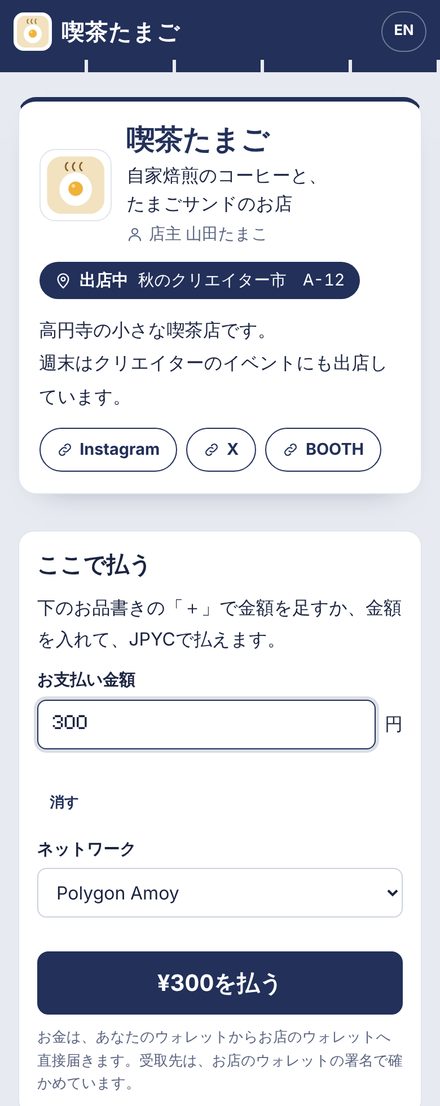 喫茶たまご
EN
喫茶たまご
自家焙煎のコーヒーと、
たまごサンドのお店
店主 山田たまこ
出店中 秋のクリエイター市 A-12
高円寺の小さな喫茶店です。
週末はクリエイターのイベントにも出店し
ています。
Instagram X BOOTH
ここで払う
下のお品書きの「＋」で金額を足すか、金額
を入れて、JPYCで払えます。
お支払い金額
300 円
消す
ネットワーク
Polygon Amoy
¥300を払う
お金は、あなたのウォレットからお店のウォレットへ
直接届きます。受取先は、お店のウォレットの署名で確
かめています。